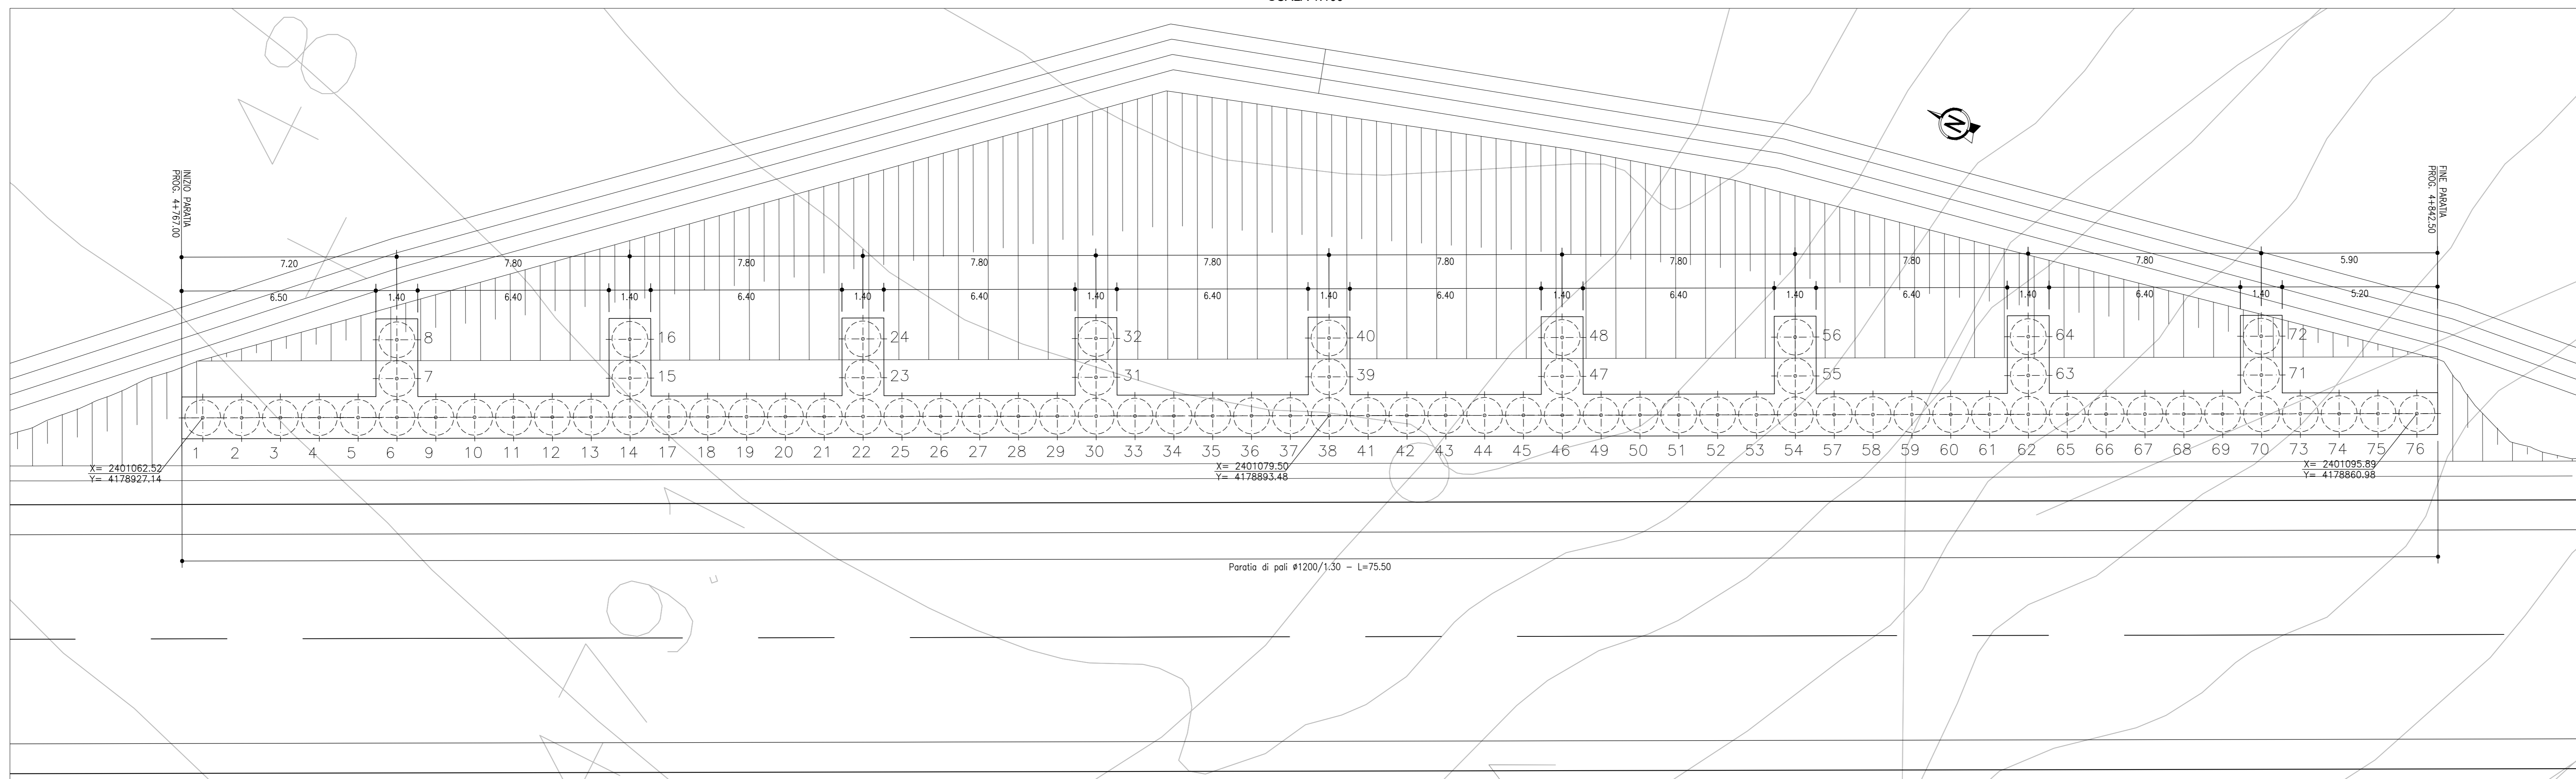 N
INIZIO PARATIA
PROG. 4+767.00
FINE PARATIA
PROG. 4+842.50
7.20 7.80 7.80 7.80 7.80 7.80 7.80 7.80 7.80 5.90
6.50 1.40 6.40 1.40 6.40 1.40 6.40 1.40 6.40 1.40 6.40 1.40 6.40 1.40 6.40 1.40 6.40 1.40 5.20
8 16 24 32 40 48 56 64 72
7 15 23 31 39 47 55 63 71
1 2 3 4 5 6 9 10 11 12 13 14 17 18 19 20 21 22 25 26 27 28 29 30 33 34 35 36 37 38 41 42 43 44 45 46 49 50 51 52 53 54 57 58 59 60 61 62 65 66 67 68 69 70 73 74 75 76
X= 2401062.52
Y= 4178927.14
X= 2401079.50
Y= 4178893.48
X= 2401095.89
Y= 4178860.98
Paratia di pali ø1200/1.30 - L=75.50